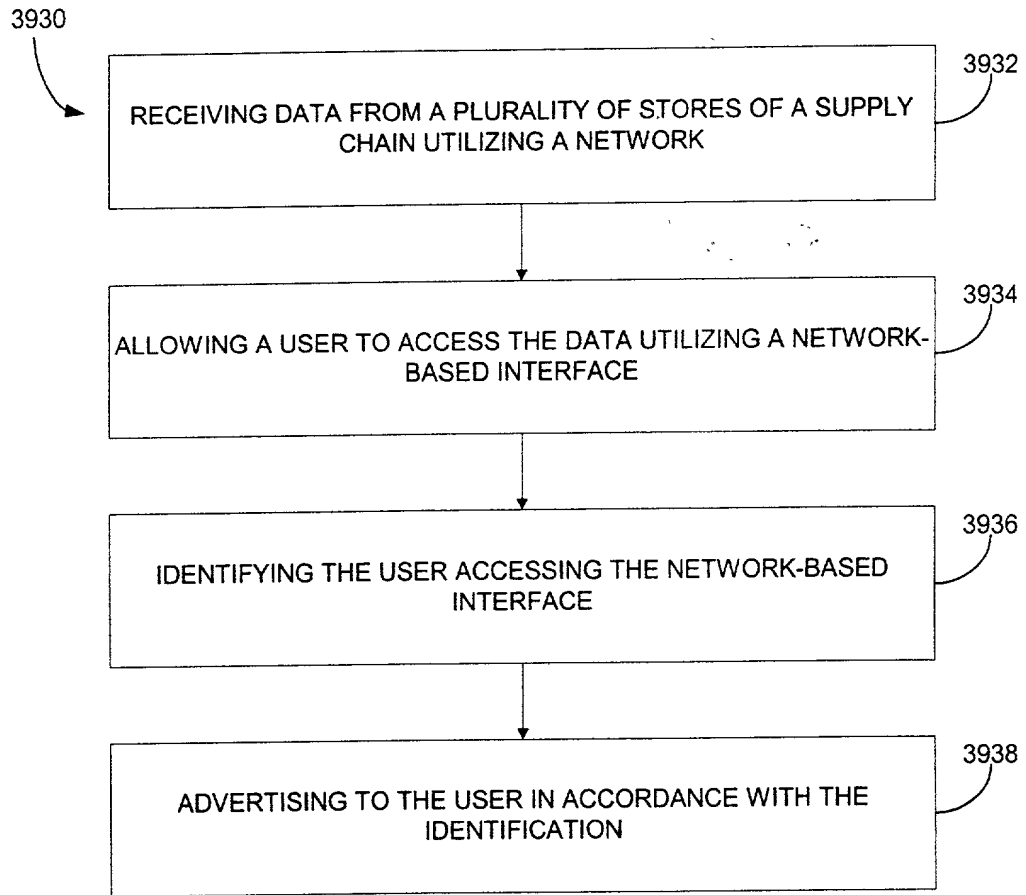 3930
3932
RECEIVING DATA FROM A PLURALITY OF STORES OF A SUPPLY
CHAIN UTILIZING A NETWORK
3934
ALLOWING A USER TO ACCESS THE DATA UTILIZING A NETWORK-
BASED INTERFACE
3936
IDENTIFYING THE USER ACCESSING THE NETWORK-BASED
INTERFACE
3938
ADVERTISING TO THE USER IN ACCORDANCE WITH THE
IDENTIFICATION